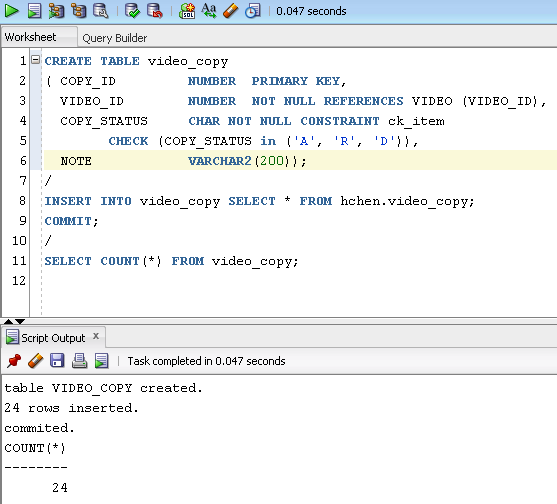 0.047 seconds
Worksheet Query Builder
1 CREATE TABLE video_copy
2 ( COPY_ID NUMBER PRIMARY KEY,
3 VIDEO_ID NUMBER NOT NULL REFERENCES VIDEO (VIDEO_ID),
4 COPY_STATUS CHAR NOT NULL CONSTRAINT ck_item
5 CHECK (COPY_STATUS in ('A', 'R', 'D')),
6 NOTE VARCHAR2(200));
7 /
8 INSERT INTO video_copy SELECT * FROM hchen.video_copy;
9 COMMIT;
10 /
11 SELECT COUNT(*) FROM video_copy;
12
Script Output x
Task completed in 0.047 seconds
table VIDEO_COPY created.
24 rows inserted.
commited.
COUNT(*)
--------
24